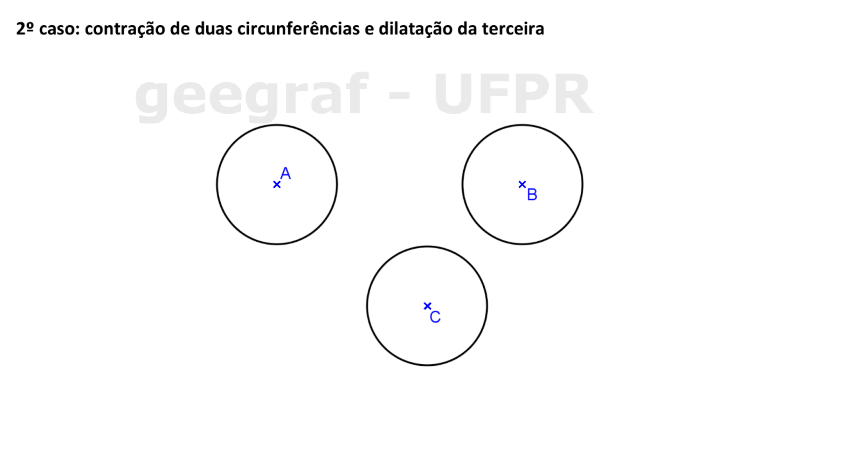 2º caso: contração de duas circunferências e dilatação da terceira
geegraf - UFPR
A
B
C